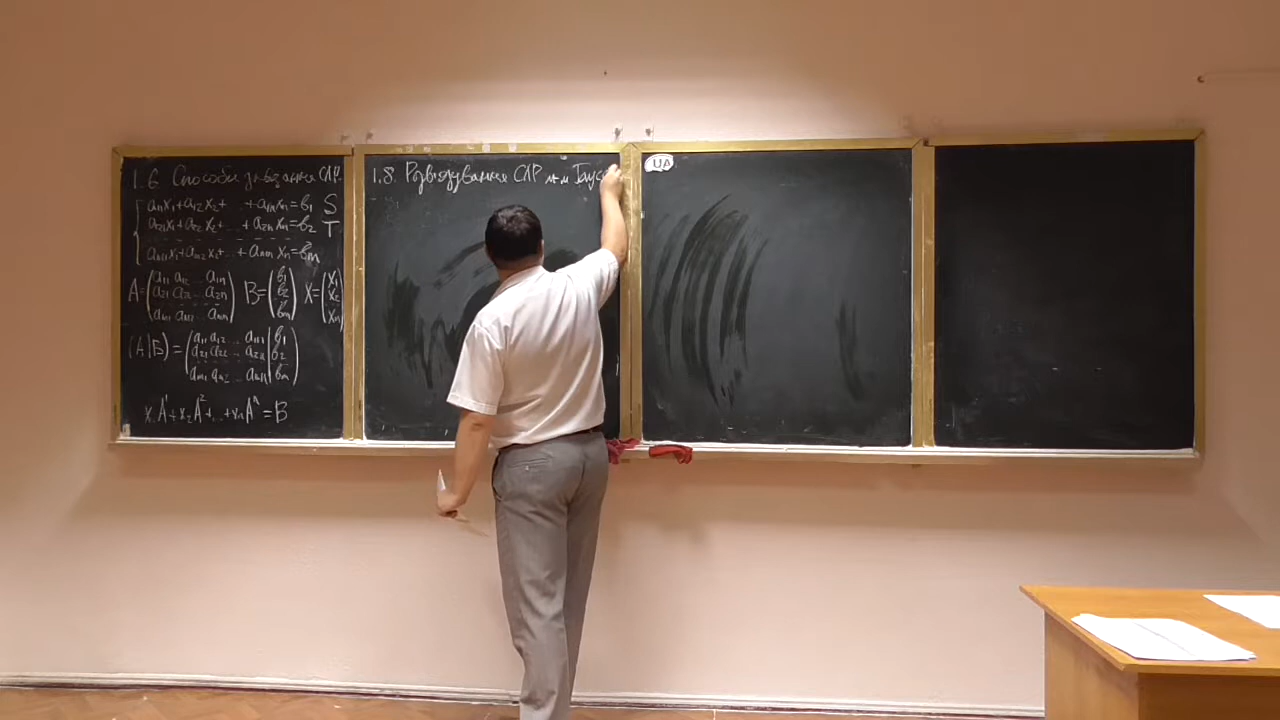 1.6 Способи задання СЛР.
a₁₁x₁+a₁₂x₂+ ... +a₁ₙxₙ=b₁ S
a₂₁x₁+a₂₂x₂+ ... +a₂ₙxₙ=b₂ T
aₘ₁x₁+aₘ₂x₂+ ... +aₘₙxₙ=bₘ
A=(a₁₁ a₁₂ ... a₁ₙ) B=(b₁) X=(x₁)
a₂₁ a₂₂ ... a₂ₙ b₂ x₂
aₘ₁ aₘ₂ ... aₘₙ bₘ xₙ
(A|B)=(a₁₁ a₁₂ ... a₁ₙ|b₁)
a₂₁ a₂₂ ... a₂ₙ|b₂
aₘ₁ aₘ₂ ... aₘₙ|bₘ
x₁A¹+x₂A²+...+xₙAⁿ=B
1.8. Розв'язування СЛР м-м Гаус
UA